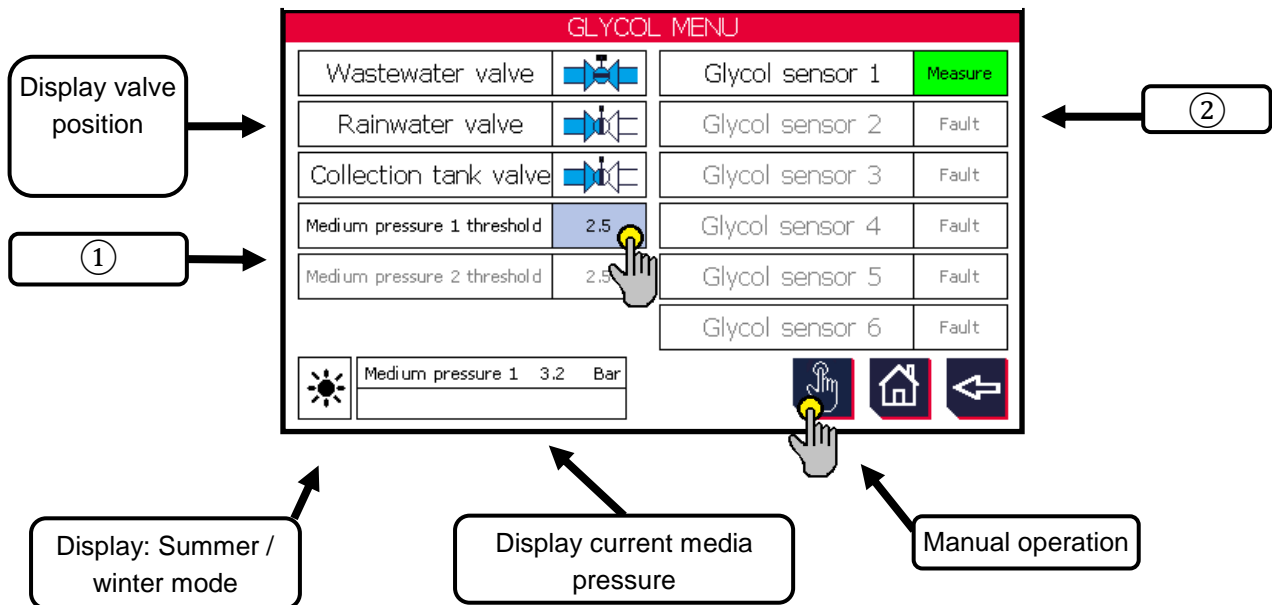 GLYCOL MENU
Display valve
position
①
Wastewater valve
Rainwater valve
Collection tank valve
Medium pressure 1 threshold 2.5
Medium pressure 2 threshold 2.5
Glycol sensor 1 Measure
Glycol sensor 2 Fault
Glycol sensor 3 Fault
Glycol sensor 4 Fault
Glycol sensor 5 Fault
Glycol sensor 6 Fault
②
Medium pressure 1 3.2 Bar
Display: Summer /
winter mode
Display current media
pressure
Manual operation